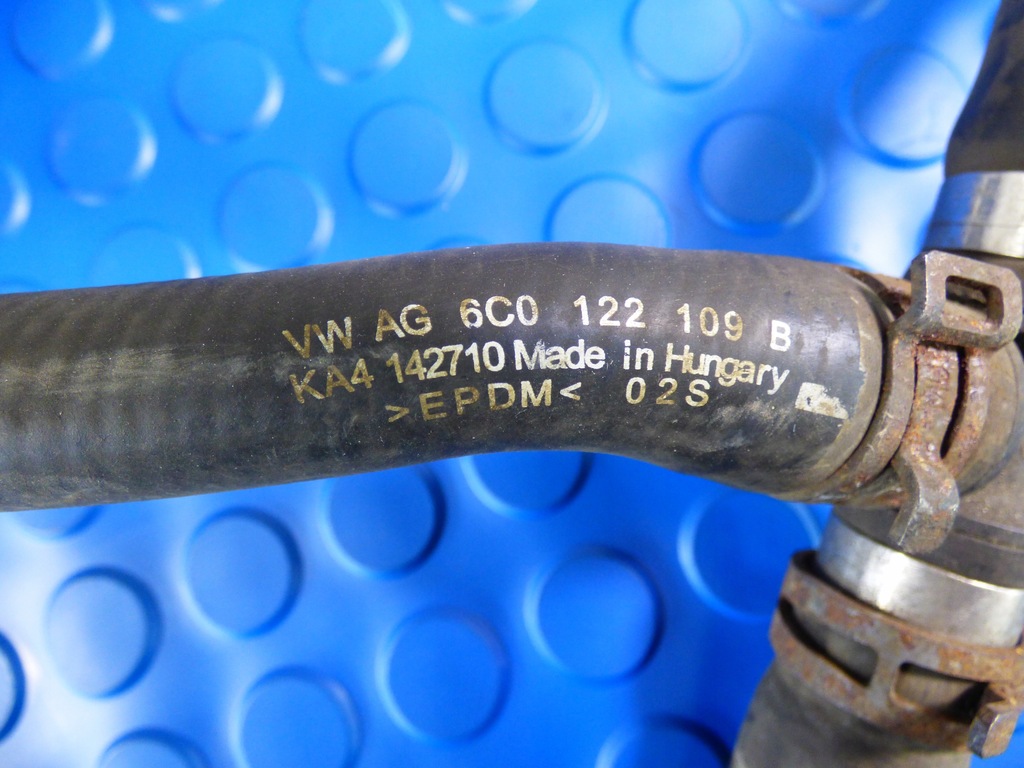 VW AG 6C0 122 109 B
KA4 142710 Made in Hungary
>EPDM< 02S